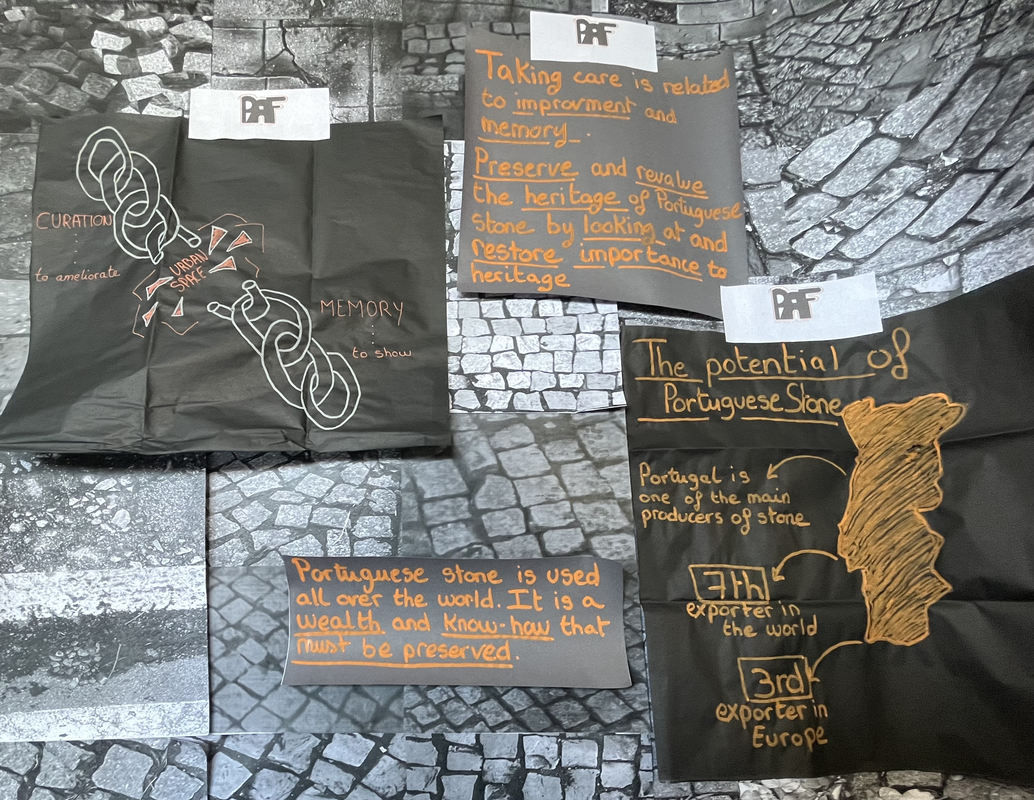 PAF
CURATION
to ameliorate
URBAN
SPACE
MEMORY
to show
PAF
Taking care is related
to improvment and
memory.
Preserve and revalue
the heritage of Portuguese
stone by looking at and
restore importance to
heritage
PAF
The potential of
Portuguese Stone
Portugal is
one of the main
producers of stone
7th
exporter in
the world
3rd
exporter in
Europe
Portuguese stone is used
all over the world. It is a
wealth and know-how that
must be preserved.